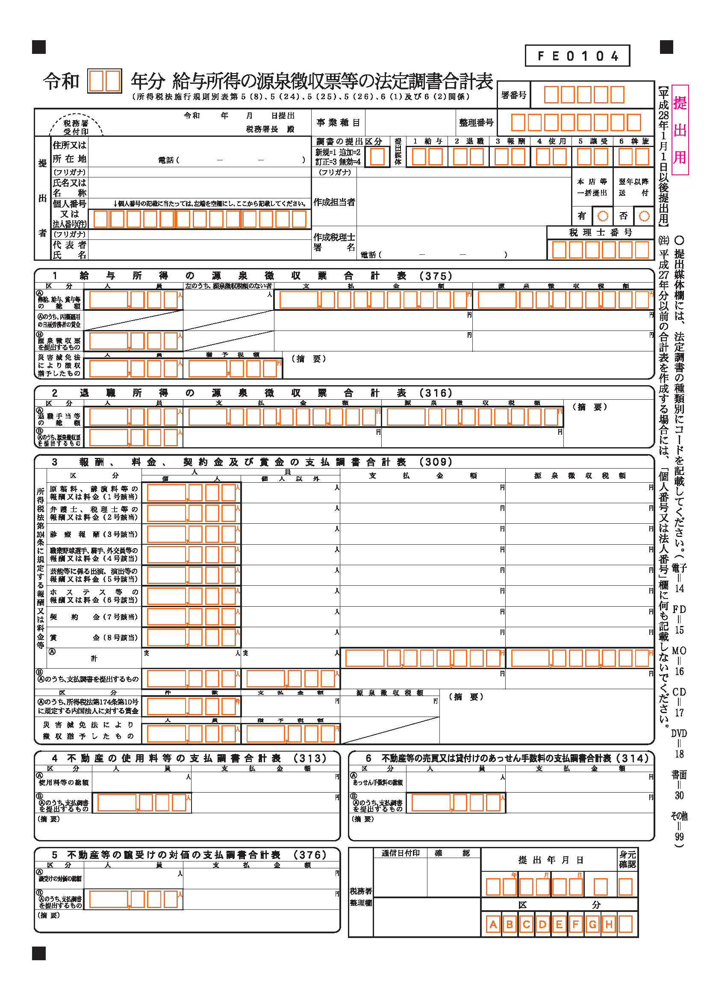 FE0104
令和 年分 給与所得の源泉徴収票等の法定調書合計表
(所得税法施行規則別表第5(8)、5(24)、5(25)、5(26)、6(1)及び6(2)関係)
署番号
税務署
受付印
令和 年 月 日提出
税務署長 殿
事業種目
整理番号
提出者
住所又は
所在地
電話( － － )
(フリガナ)
氏名又は
名称
個人番号
又は
法人番号(注)
↓個人番号の記載に当たっては、左端を空欄にし、ここから記載してください。
(フリガナ)
代表者
氏名
調書の提出区分
新規=1 追加=2
訂正=3 無効=4
提出媒体
1 給与
2 退職
3 報酬
4 使用
5 譲受
6 斡旋
(フリガナ)
作成担当者
本店等
一括提出
翌年以降
送付
有
否
作成税理士
署名
電話( － － )
税理士番号
1 給与所得の源泉徴収票合計表(375)
区分 人員 左のうち、源泉徴収税額のない者 支払金額 源泉徴収税額
Ⓐ
俸給、給与、賞与等
の総額
人 人 円 円
Ⓐのうち、丙欄適用
の日雇労務者の賃金
円 円
Ⓑ
源泉徴収票
を提出するもの
人 円 円
災害減免法
により徴収
猶予したもの
人員 猶予税額
人 円
(摘要)
2 退職所得の源泉徴収票合計表(316)
区分 人員 支払金額 源泉徴収税額
(摘要)
Ⓐ
退職手当等
の総額
人 円 円
Ⓑ
Ⓐのうち、源泉徴収票
を提出するもの
人 円 円
3 報酬、料金、契約金及び賞金の支払調書合計表(309)
所得税法第204条に規定する報酬又は料金等
区分 人員 支払金額 源泉徴収税額
個人 個人以外
原稿料、講演料等の
報酬又は料金(1号該当)
人 人 円 円
弁護士、税理士等の
報酬又は料金(2号該当)
人 人 円 円
診療報酬(3号該当)
人 人 円 円
職業野球選手、騎手、外交員等の
報酬又は料金(4号該当)
人 人 円 円
芸能等に係る出演、演出等の
報酬又は料金(5号該当)
人 人 円 円
ホステス等の
報酬又は料金(6号該当)
人 人 円 円
契約金(7号該当)
人 人 円 円
賞金(8号該当)
人 人 円 円
Ⓐ
計
実 人 実 人 円 円
Ⓑ
Ⓐのうち、支払調書を提出するもの
人 人 円 円
区分 件数 支払金額 源泉徴収税額
Ⓐのうち、所得税法第174条第10号
に規定する内国法人に対する賞金
件 円 円
(摘要)
災害減免法により
徴収猶予したもの
人員 猶予税額
人 円
4 不動産の使用料等の支払調書合計表(313)
区分 人員 支払金額
Ⓐ
使用料等の総額
人 円
Ⓑ
Ⓐのうち、支払調書
を提出するもの
人 円
(摘要)
6 不動産等の売買又は貸付けのあっせん手数料の支払調書合計表(314)
区分 人員 支払金額
Ⓐ
あっせん手数料の総額
人 円
Ⓑ
Ⓐのうち、支払調書
を提出するもの
人 円
(摘要)
5 不動産等の譲受けの対価の支払調書合計表(376)
区分 人員 支払金額
Ⓐ
譲受けの対価の総額
人 円
Ⓑ
Ⓐのうち、支払調書
を提出するもの
人 円
(摘要)
税務署
整理欄
通信日付印
確認
提出年月日
身元
確認
年 月 日
区分
A B C D E F G H
提出用
【平成28年1月1日以後提出用】
(注) 平成27年分以前の合計表を作成する場合には、「個人番号又は法人番号」欄に何も記載しないでください。
○ 提出媒体欄には、法定調書の種類別にコードを記載してください。(電子=14 FD=15 MO=16 CD=17 DVD=18 書面=30 その他=99)